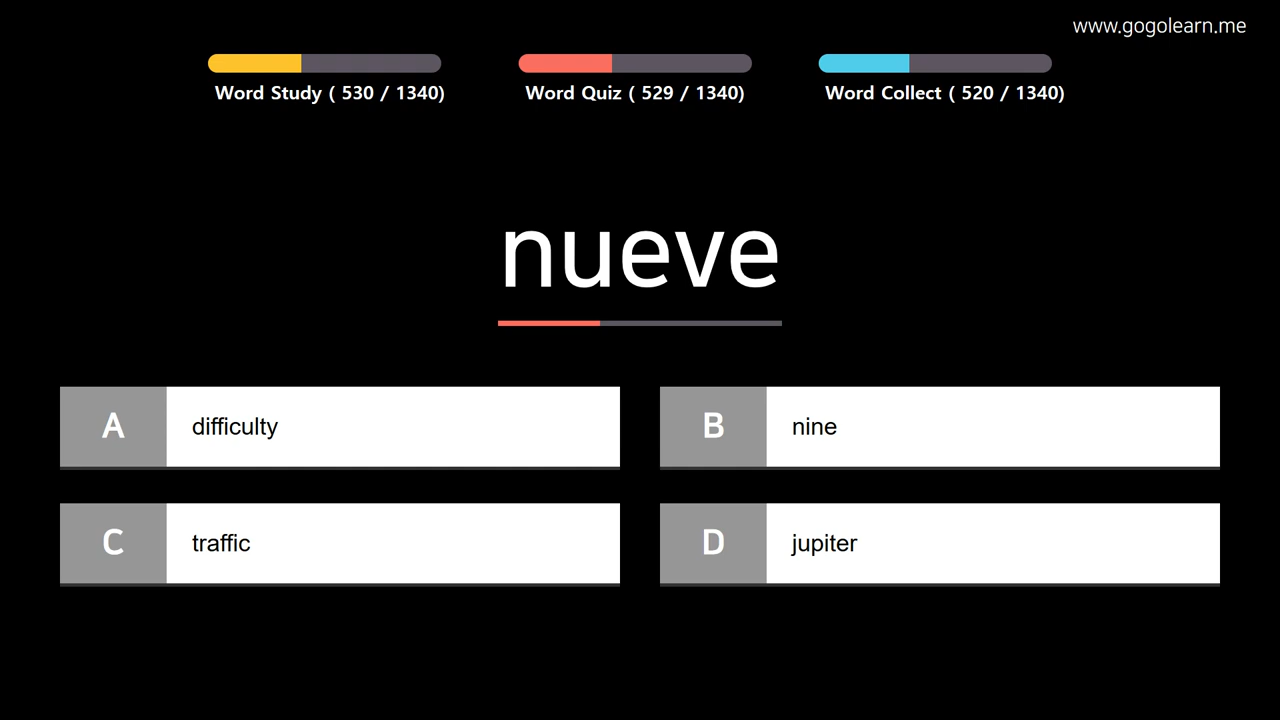 www.gogolearn.me
Word Study ( 530 / 1340)
Word Quiz ( 529 / 1340)
Word Collect ( 520 / 1340)
nueve
A difficulty
B nine
C traffic
D jupiter